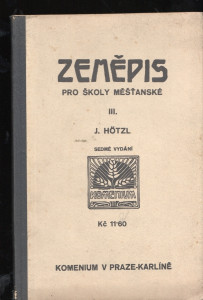 ZEMĚPIS
PRO ŠKOLY MĚŠŤANSKÉ
III.
J. HÖTZL
SEDMÉ VYDÁNÍ
Kč 11·60
KOMENIUM V PRAZE-KARLÍNĚ